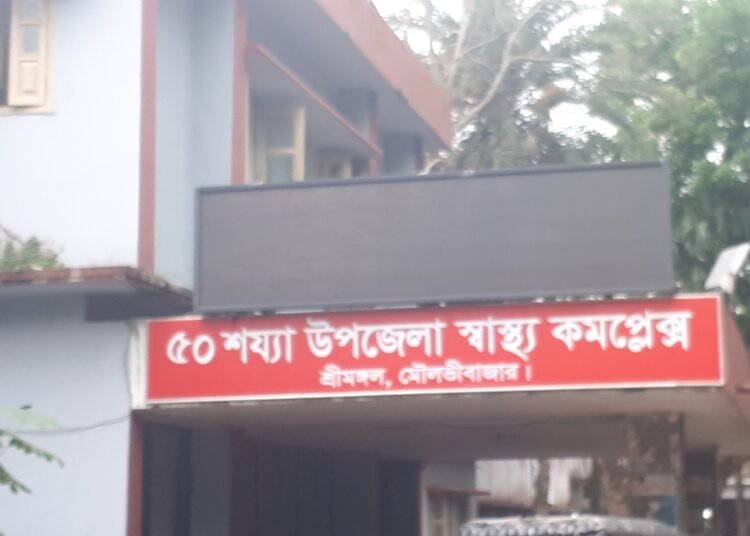 ৫০ শয্যা উপজেলা স্বাস্থ্য কমপ্লেক্স
শ্রীমঙ্গল, মৌলভীবাজার।